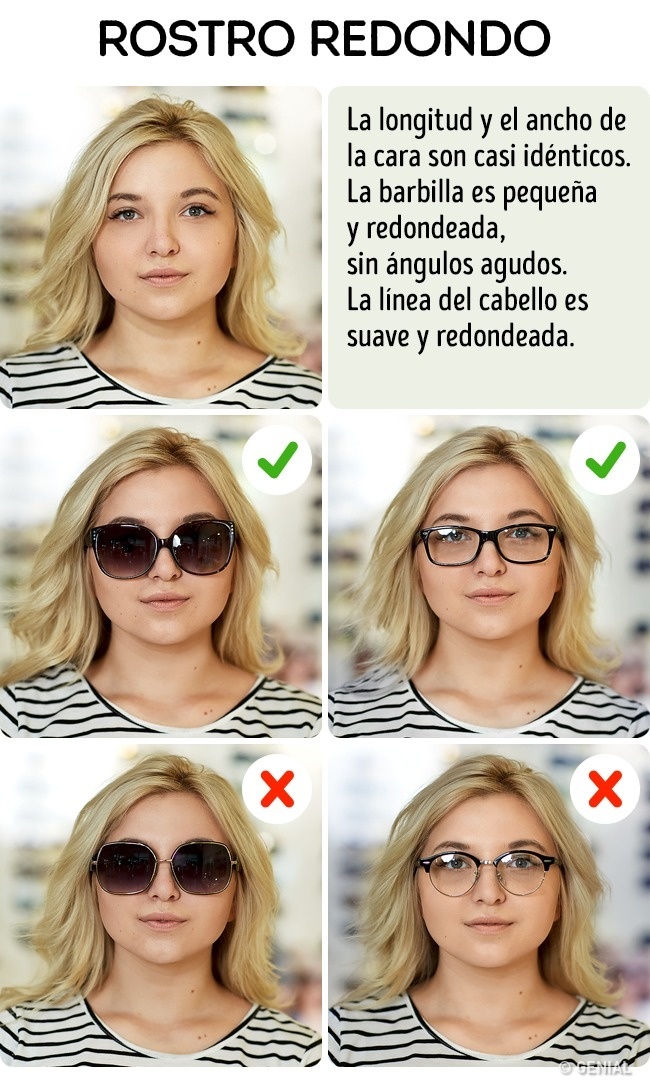 ROSTRO REDONDO
La longitud y el ancho de
la cara son casi idénticos.
La barbilla es pequeña
y redondeada,
sin ángulos agudos.
La línea del cabello es
suave y redondeada.
© GENIAL